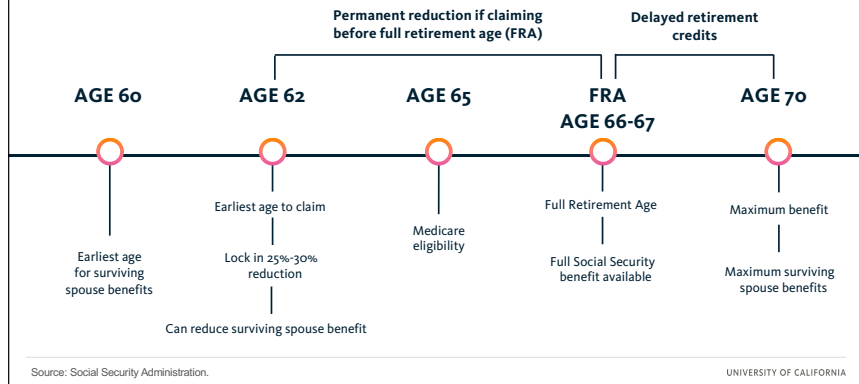 Permanent reduction if claiming
before full retirement age (FRA)
Delayed retirement
credits
AGE 60
AGE 62
AGE 65
FRA
AGE 66-67
AGE 70
Earliest age
for surviving
spouse benefits
Earliest age to claim
Lock in 25%-30%
reduction
Can reduce surviving spouse benefit
Medicare
eligibility
Full Retirement Age
Full Social Security
benefit available
Maximum benefit
Maximum surviving
spouse benefits
Source: Social Security Administration.
UNIVERSITY OF CALIFORNIA